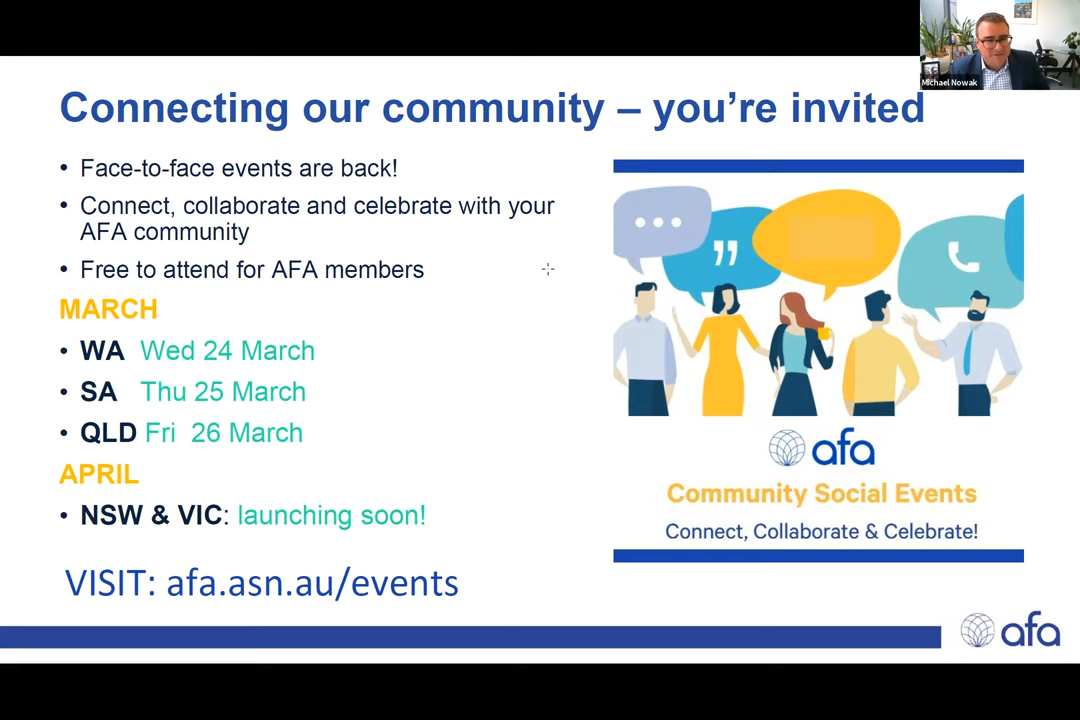 Michael Nowak
Connecting our community – you're invited
• Face-to-face events are back!
• Connect, collaborate and celebrate with your
AFA community
• Free to attend for AFA members
MARCH
• WA Wed 24 March
• SA Thu 25 March
• QLD Fri 26 March
APRIL
• NSW & VIC: launching soon!
VISIT: afa.asn.au/events
afa
Community Social Events
Connect, Collaborate & Celebrate!
afa